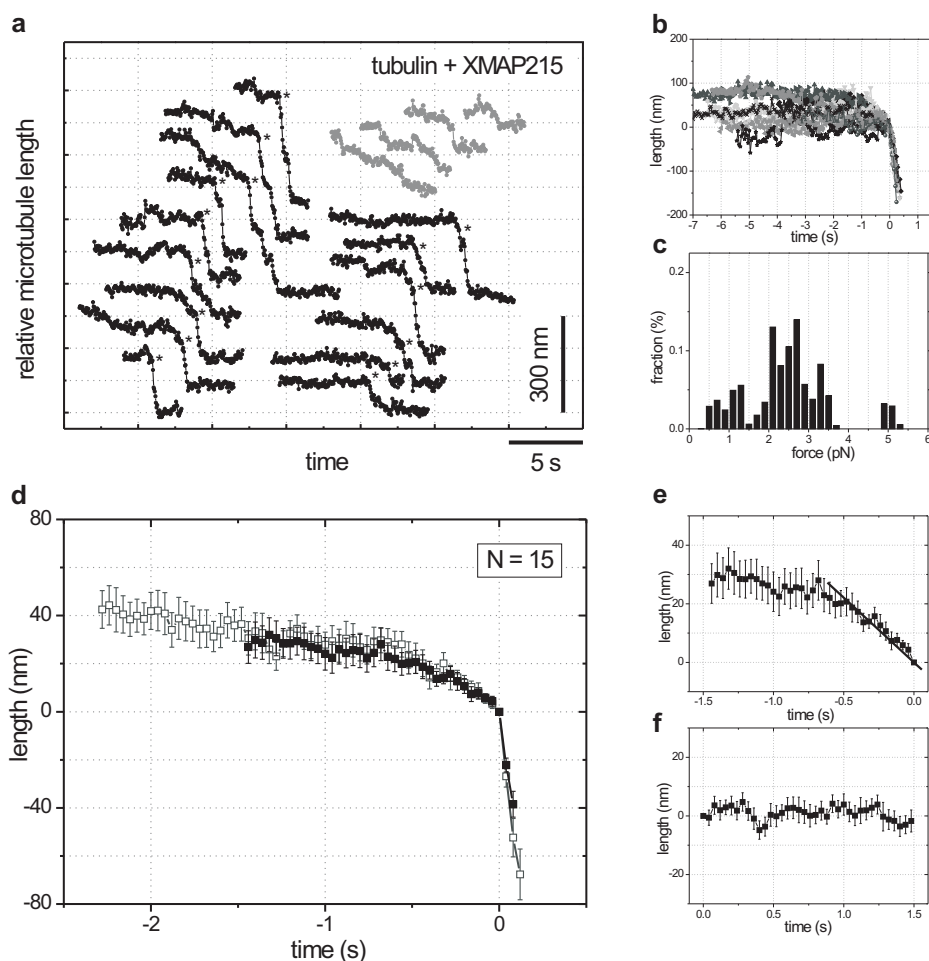 a
tubulin + XMAP215
relative microtubule length
300 nm
time
5 s
b
200
100
0
-100
-200
length (nm)
-7 -6 -5 -4 -3 -2 -1 0 1
time (s)
c
0.2
0.1
0.0
fraction (%)
0 1 2 3 4 5 6
force (pN)
d
80
40
0
-40
-80
length (nm)
N = 15
-2 -1 0
time (s)
e
40
20
0
length (nm)
-1.5 -1.0 -0.5 0.0
time (s)
f
20
0
-20
length (nm)
0.0 0.5 1.0 1.5
time (s)